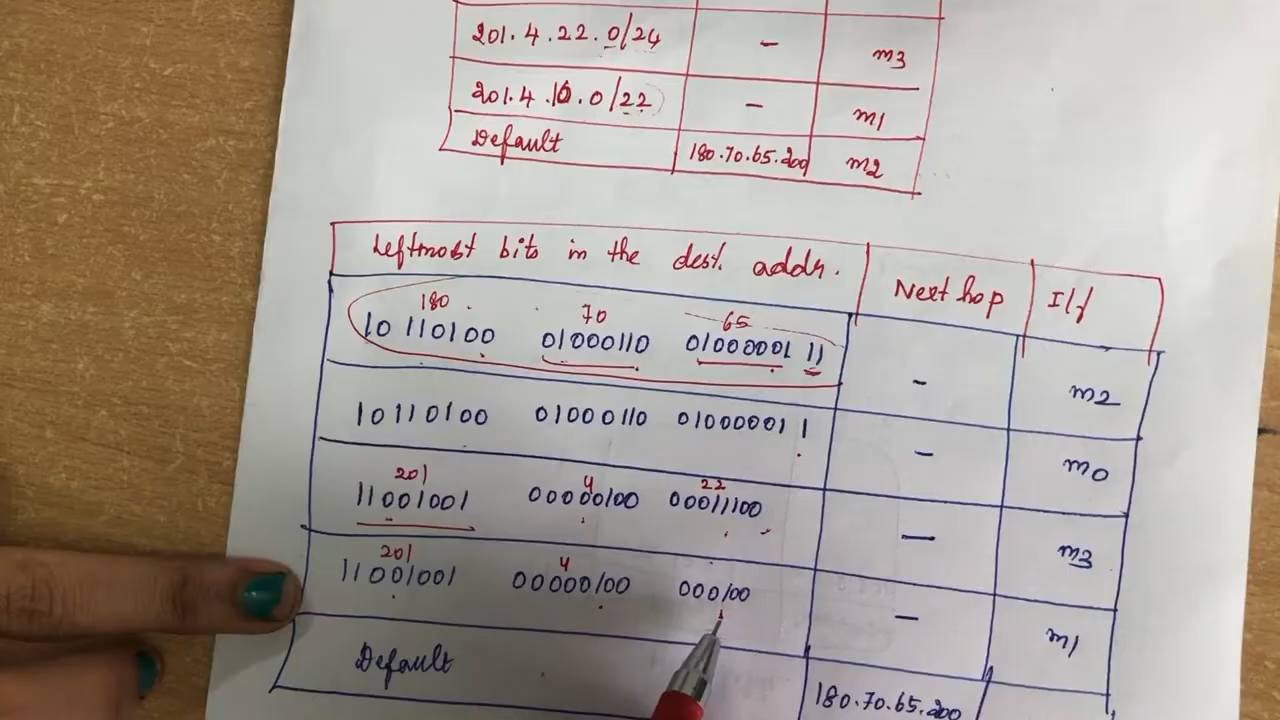 201.4.22.0/24 - m3
201.4.16.0/22 - m1
Default 180.70.65.200 m2
Leftmost bits in the dest. addr. Next hop I/f
180 70 65
10110100 01000110 01000001 11 - m2
10110100 01000110 01000001 1 - m0
201 4 22
11001001 00000100 00011100 - m3
201 4
11001001 00000100 000100 - m1
Default 180.70.65.200